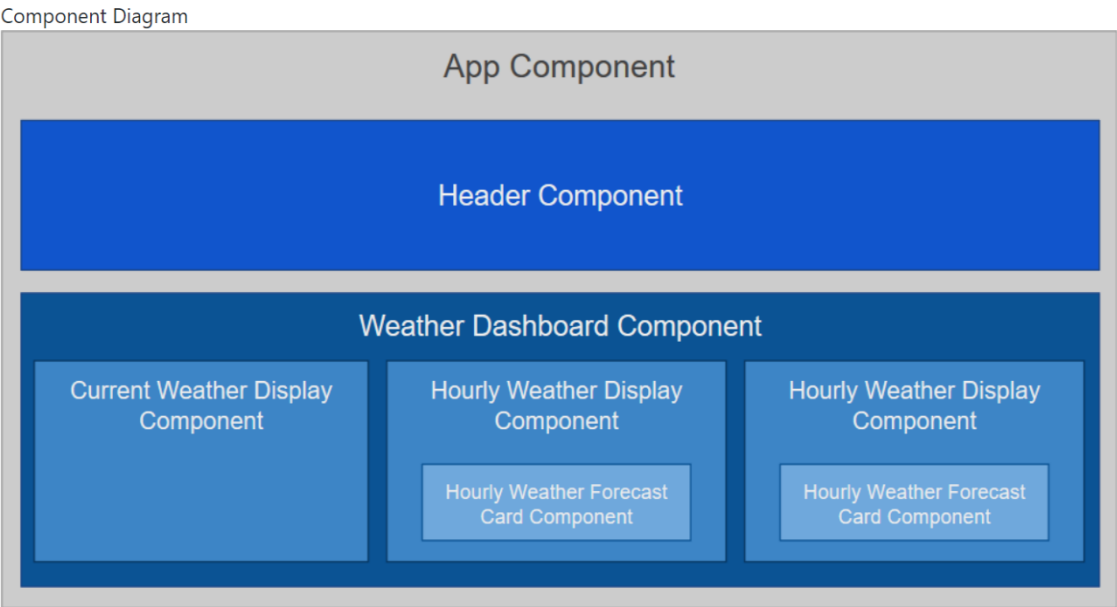 Component Diagram
App Component
Header Component
Weather Dashboard Component
Current Weather Display
Component
Hourly Weather Display
Component
Hourly Weather Forecast
Card Component
Hourly Weather Display
Component
Hourly Weather Forecast
Card Component